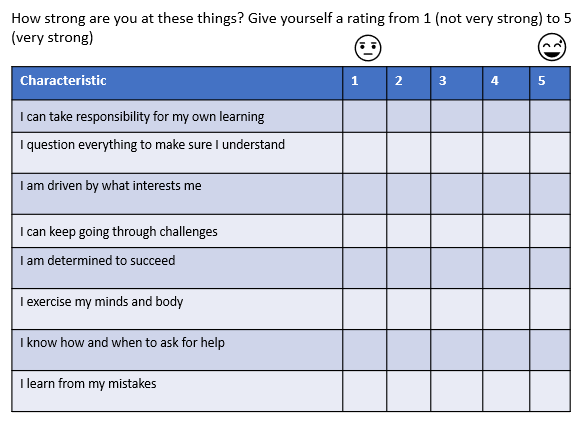 How strong are you at these things? Give yourself a rating from 1 (not very strong) to 5
(very strong)
Characteristic 1 2 3 4 5
I can take responsibility for my own learning
I question everything to make sure I understand
I am driven by what interests me
I can keep going through challenges
I am determined to succeed
I exercise my minds and body
I know how and when to ask for help
I learn from my mistakes